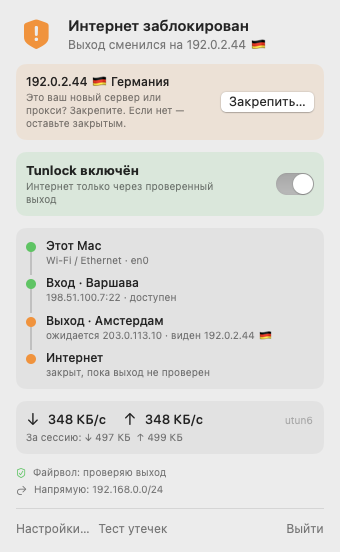 Интернет заблокирован
Выход сменился на 192.0.2.44 🇩🇪
192.0.2.44 🇩🇪 Германия
Это ваш новый сервер или
прокси? Закрепите. Если нет —
оставьте закрытым.
Закрепить…
Tunlock включён
Интернет только через проверенный
выход
Этот Mac
Wi-Fi / Ethernet · en0
Вход · Варшава
198.51.100.7:22 · доступен
Выход · Амстердам
ожидается 203.0.113.10 · виден 192.0.2.44 🇩🇪
Интернет
закрыт, пока выход не проверен
↓ 348 КБ/с ↑ 348 КБ/с utun6
За сессию: ↓ 497 КБ ↑ 499 КБ
Файрвол: проверяю выход
Напрямую: 192.168.0.0/24
Настройки… Тест утечек Выйти